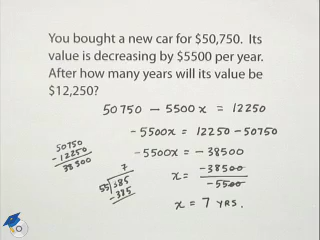 You bought a new car for $50,750. Its
value is decreasing by $5500 per year.
After how many years will its value be
$12,250?
50750 - 5500x = 12250
-5500x = 12250 - 50750
-5500x = -38500
x = -38500 / -5500
x = 7 YRS.
50750
-12250
38500
7
55)385
-385